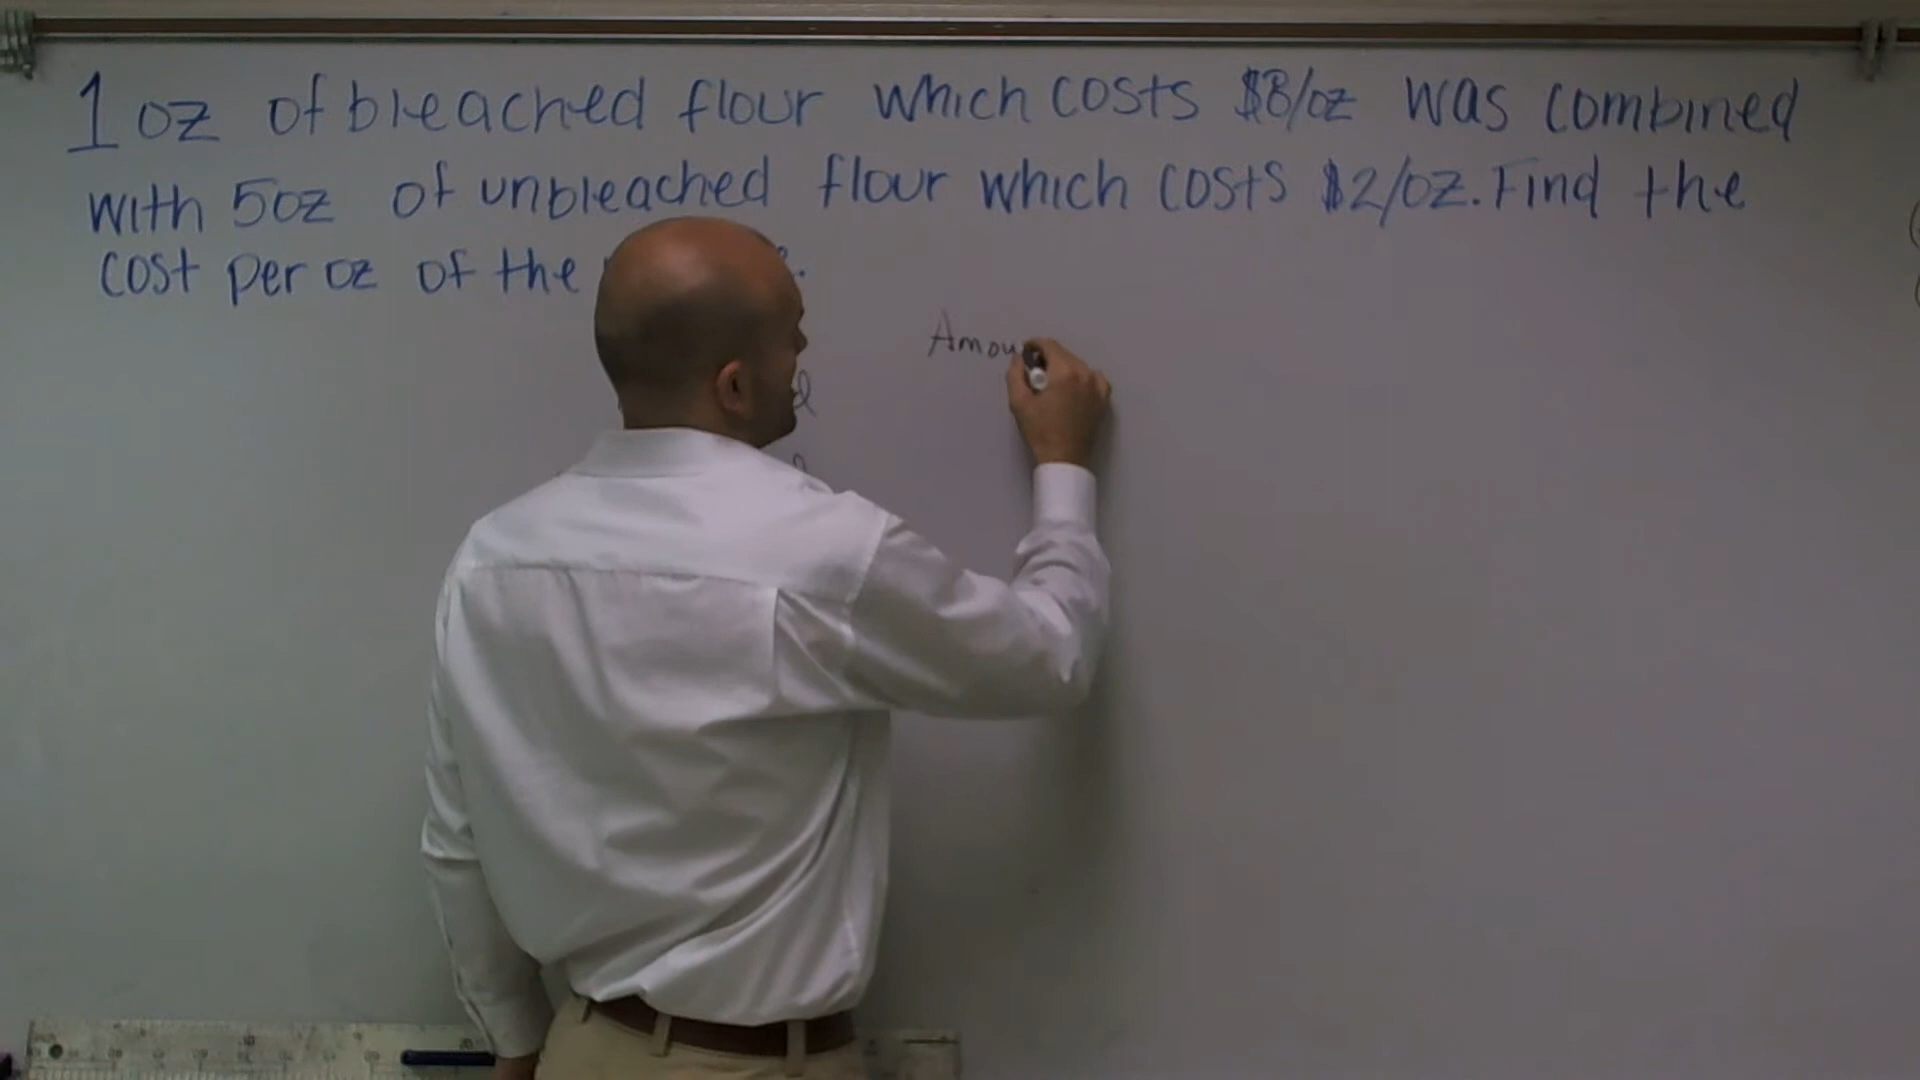 1 oz of bleached flour which costs $8/oz was combined
with 5oz of unbleached flour which costs $2/oz. Find the
cost per oz of the
Amou